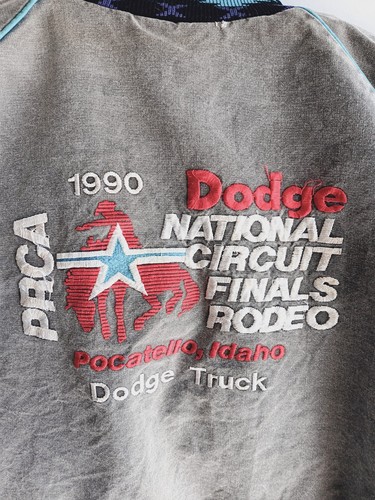 1990
Dodge
PRCA
NATIONAL
CIRCUIT
FINALS
RODEO
Pocatello, Idaho
Dodge Truck